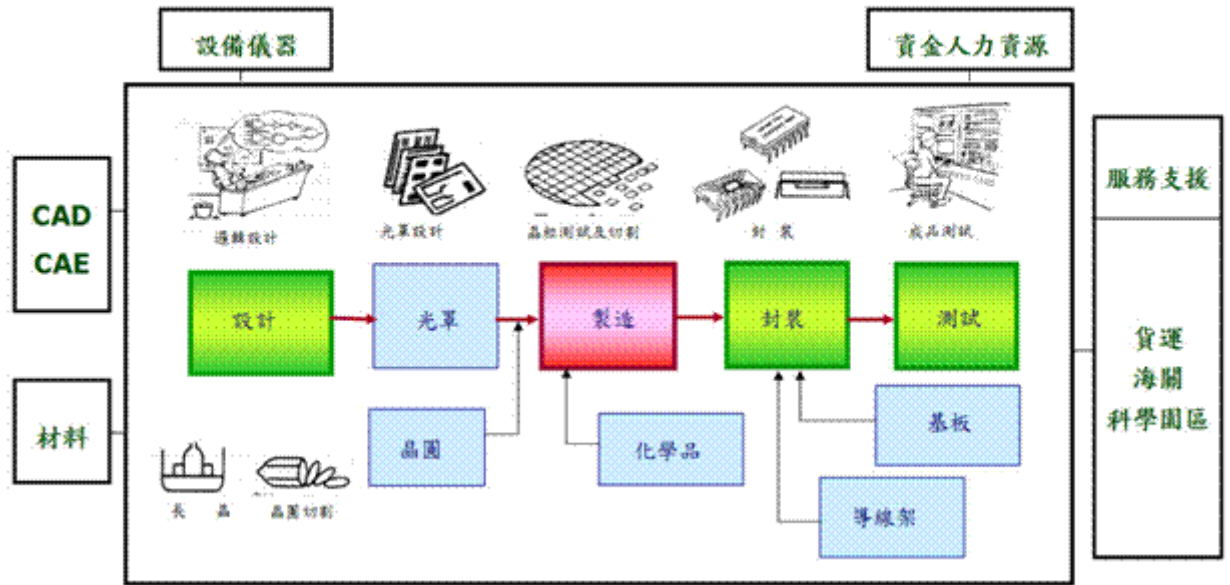 設備儀器
資金人力資源
CAD
CAE
材料
邏輯設計
光罩設計
晶粒測試及切割
封 裝
成品測試
設計
光罩
製造
封裝
測試
晶圓
化學品
基板
導線架
長 晶
晶圓切割
服務支援
貨運
海關
科學園區